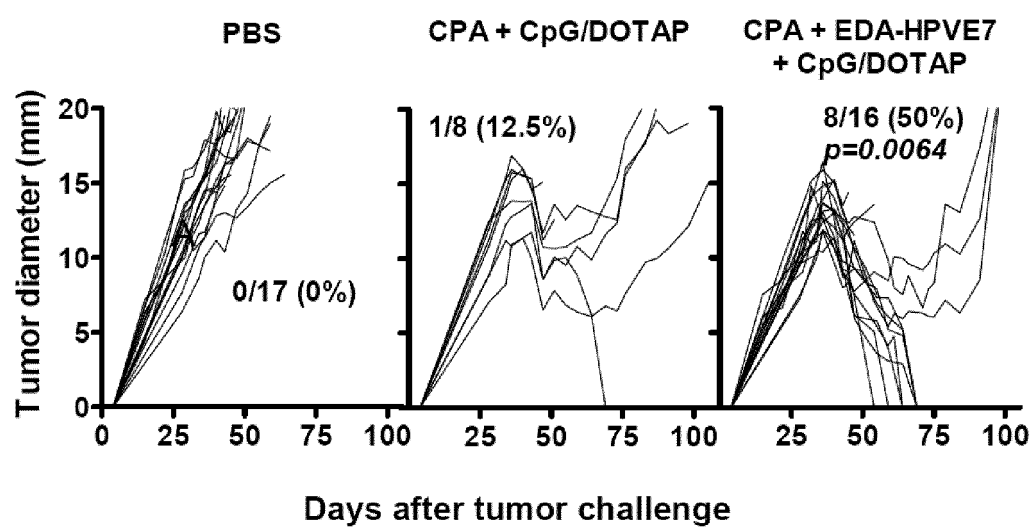 PBS
CPA + CpG/DOTAP
CPA + EDA-HPVE7
+ CpG/DOTAP
Tumor diameter (mm)
20
15
10
5
0
0/17 (0%)
1/8 (12.5%)
8/16 (50%)
p=0.0064
0 25 50 75 100
25 50 75 100
25 50 75 100
Days after tumor challenge